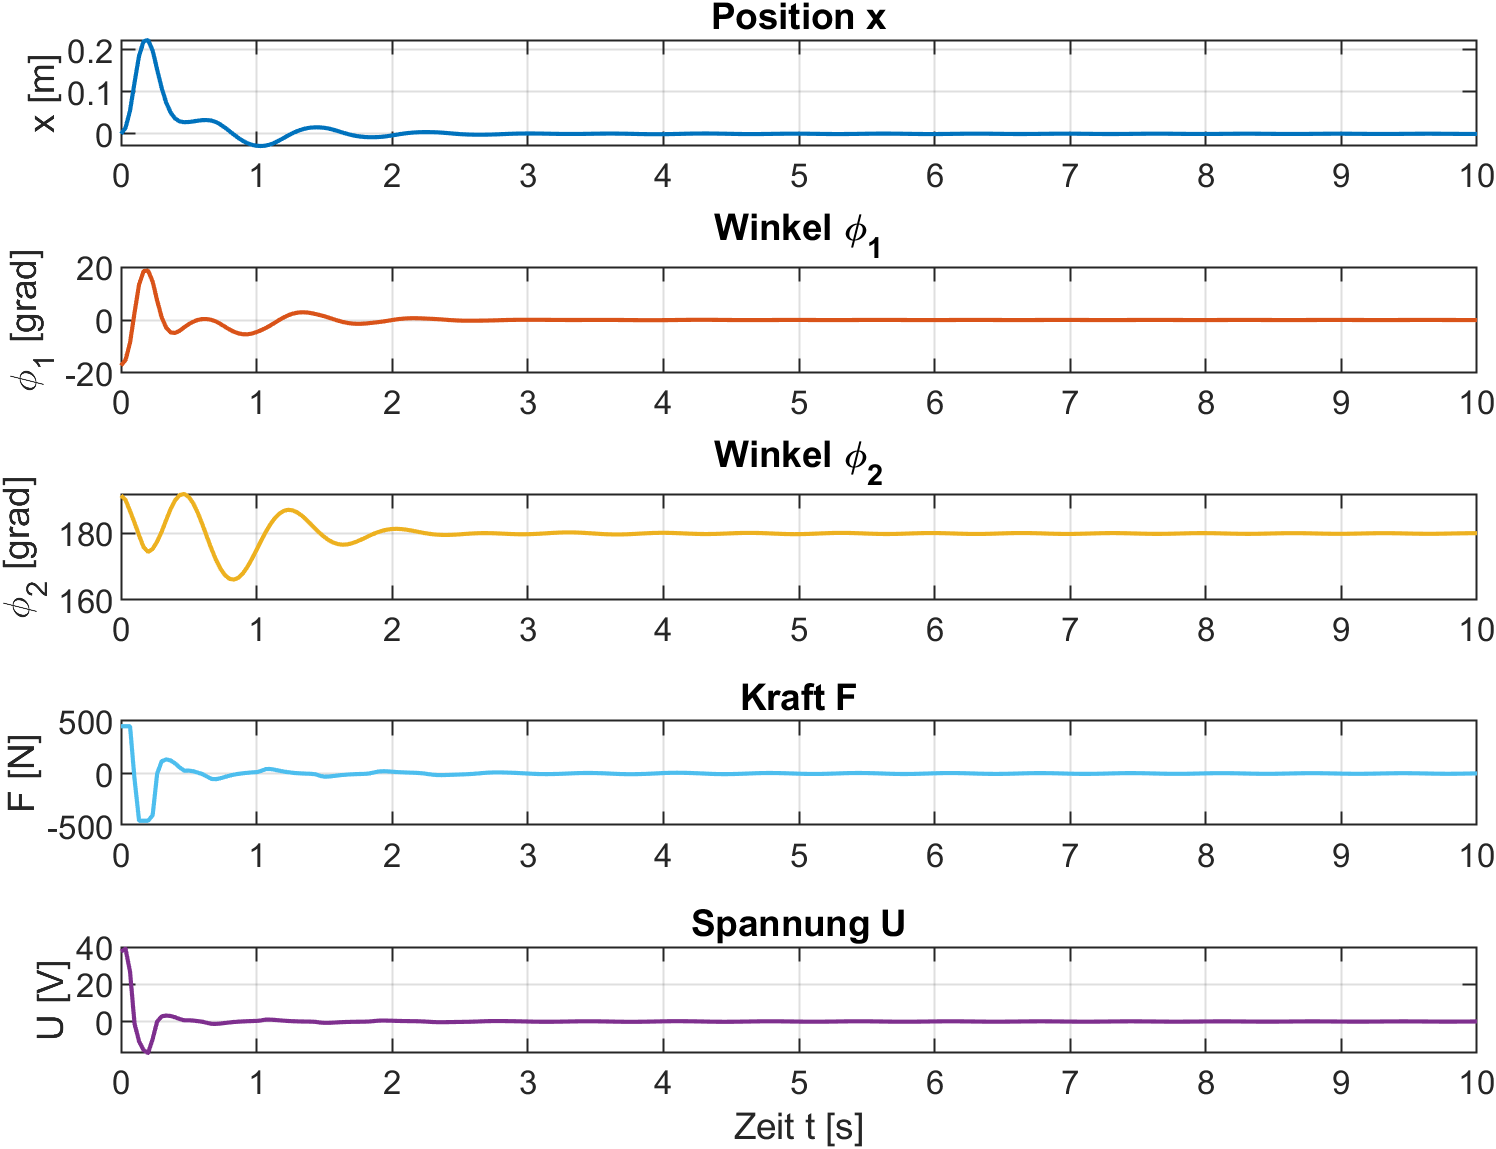 Position x
x [m]
0.2
0.1
0
0 1 2 3 4 5 6 7 8 9 10
Winkel ϕ1
ϕ1 [grad]
20
0
-20
0 1 2 3 4 5 6 7 8 9 10
Winkel ϕ2
ϕ2 [grad]
180
160
0 1 2 3 4 5 6 7 8 9 10
Kraft F
F [N]
500
0
-500
0 1 2 3 4 5 6 7 8 9 10
Spannung U
U [V]
40
20
0
0 1 2 3 4 5 6 7 8 9 10
Zeit t [s]